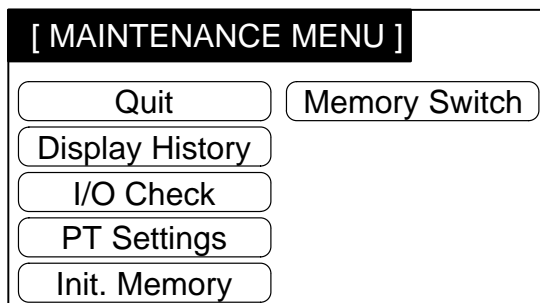 [ MAINTENANCE MENU ]
Quit Memory Switch
Display History
I/O Check
PT Settings
Init. Memory